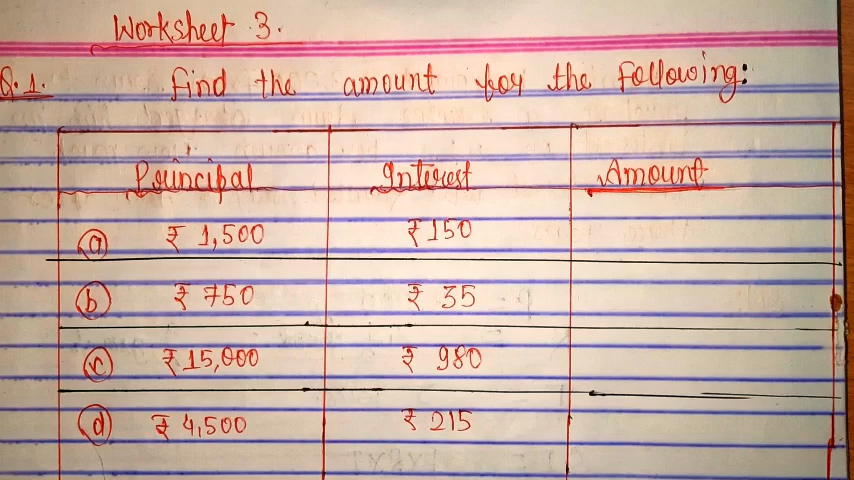 Worksheet 3.
Q.1. Find the amount for the following:
Principal Interest Amount
(a) ₹ 1,500 ₹ 150
(b) ₹ 750 ₹ 35
(c) ₹ 15,000 ₹ 980
(d) ₹ 4,500 ₹ 215